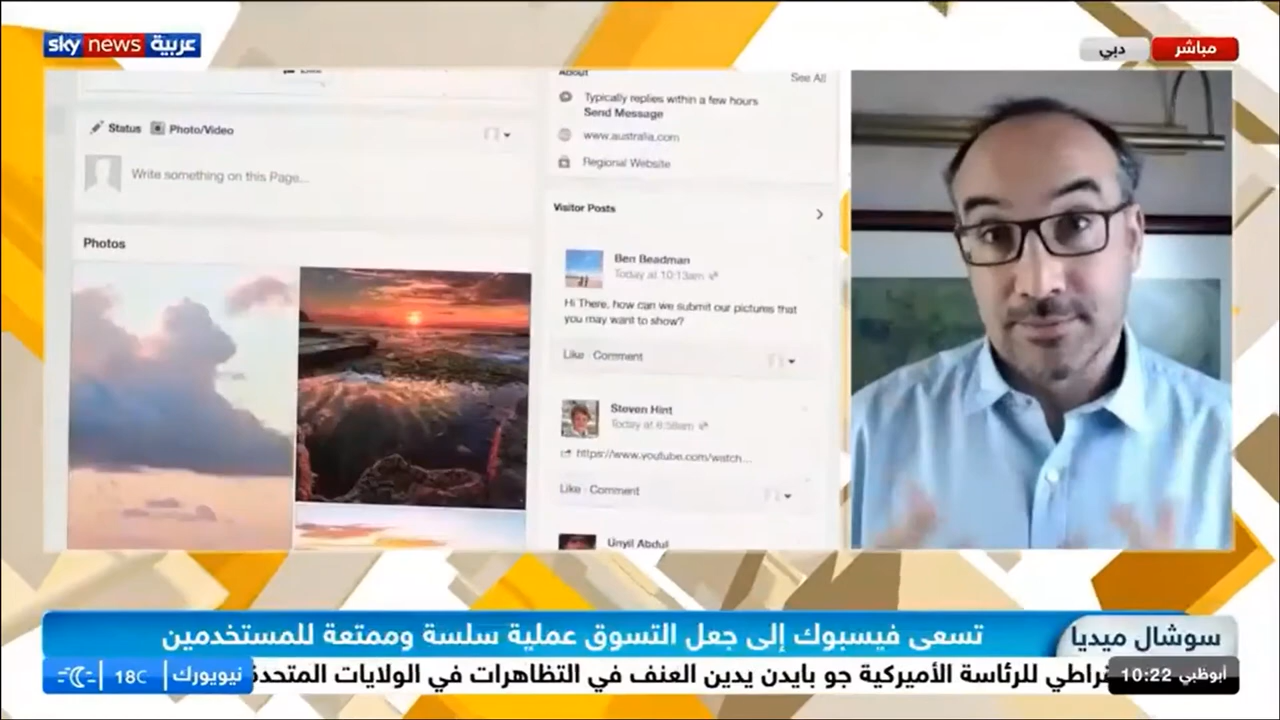 sky news عربية
مباشر
دبي
Like
Status
Photo/Video
Write something on this Page...
Photos
About
See All
Typically replies within a few hours
Send Message
www.australia.com
Regional Website
Visitor Posts
Ben Beadman
Today at 10:13am
Hi There, how can we submit our pictures that
you may want to show?
Like · Comment
Steven Hint
Today at 6:58am
https://www.youtube.com/watch...
Like · Comment
Unyil Abdul
سوشال ميديا
تسعى فيسبوك إلى جعل التسوق عملية سلسة وممتعة للمستخدمين
أبوظبي 10:22
للرئاسة الأميركية جو بايدن يدين العنف في التظاهرات في الولايات المتحدة
نيويورك 18C